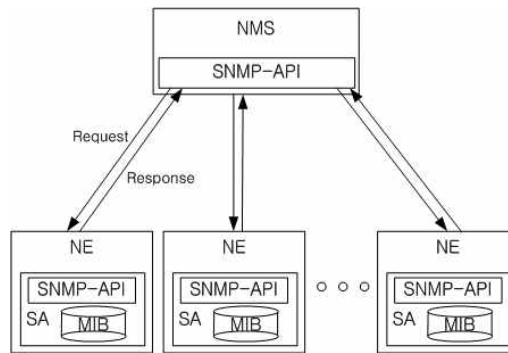 NMS
SNMP-API
Request
Response
NE
SNMP-API
SA
MIB
NE
SNMP-API
SA
MIB
NE
SNMP-API
SA
MIB